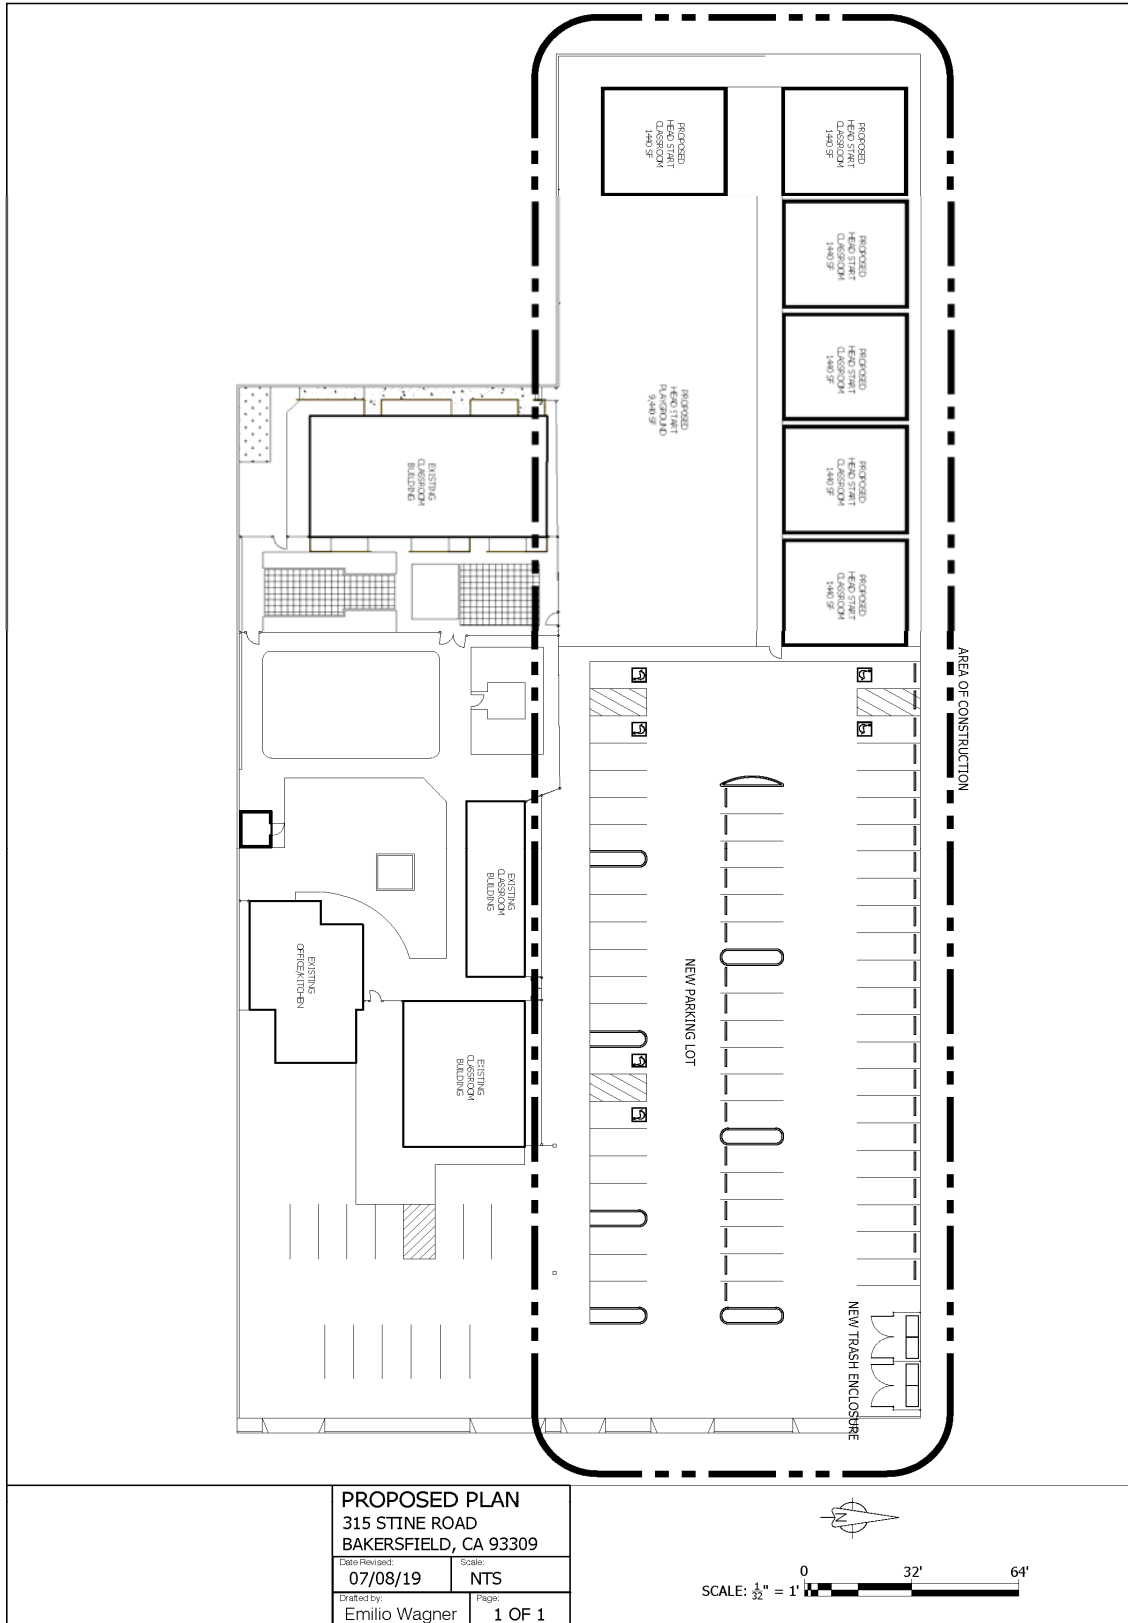 PROPOSED
HEAD START
CLASSROOM
1440 SF
PROPOSED
HEAD START
CLASSROOM
1440 SF
PROPOSED
HEAD START
CLASSROOM
1440 SF
PROPOSED
HEAD START
CLASSROOM
1440 SF
PROPOSED
HEAD START
CLASSROOM
1440 SF
PROPOSED
HEAD START
CLASSROOM
1440 SF
PROPOSED
HEAD START
PLAYGROUND
9,440 SF
EXISTING
CLASSROOM
BUILDING
AREA OF CONSTRUCTION
EXISTING
CLASSROOM
BUILDING
EXISTING
OFFICE/KITCHEN
NEW PARKING LOT
EXISTING
CLASSROOM
BUILDING
NEW TRASH ENCLOSURE
PROPOSED PLAN
315 STINE ROAD
BAKERSFIELD, CA 93309
Date Revised:
07/08/19
Scale:
NTS
Drafted by:
Emilio Wagner
Page:
1 OF 1
N
0 32' 64'
SCALE: 1/32" = 1'